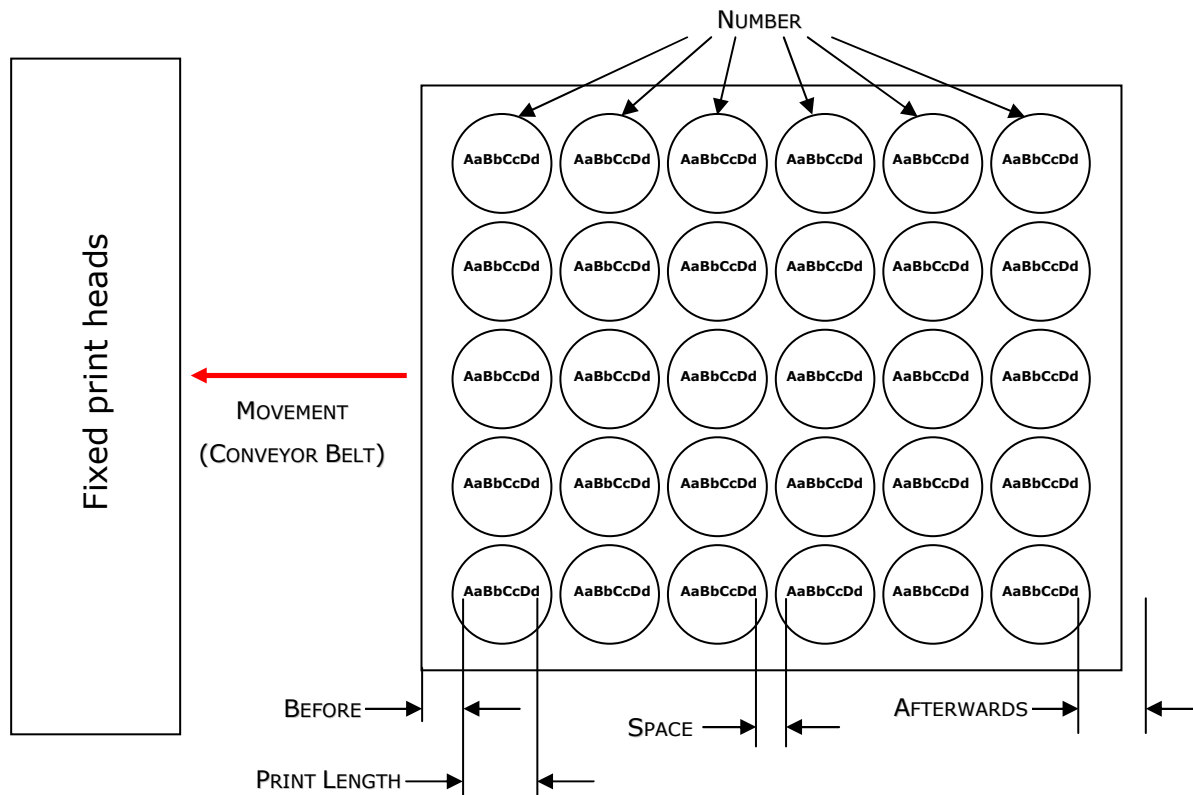 NUMBER
AaBbCcDd AaBbCcDd AaBbCcDd AaBbCcDd AaBbCcDd AaBbCcDd
AaBbCcDd AaBbCcDd AaBbCcDd AaBbCcDd AaBbCcDd AaBbCcDd
Fixed print heads
AaBbCcDd AaBbCcDd AaBbCcDd AaBbCcDd AaBbCcDd AaBbCcDd
MOVEMENT
(CONVEYOR BELT)
AaBbCcDd AaBbCcDd AaBbCcDd AaBbCcDd AaBbCcDd AaBbCcDd
AaBbCcDd AaBbCcDd AaBbCcDd AaBbCcDd AaBbCcDd AaBbCcDd
BEFORE
SPACE
AFTERWARDS
PRINT LENGTH